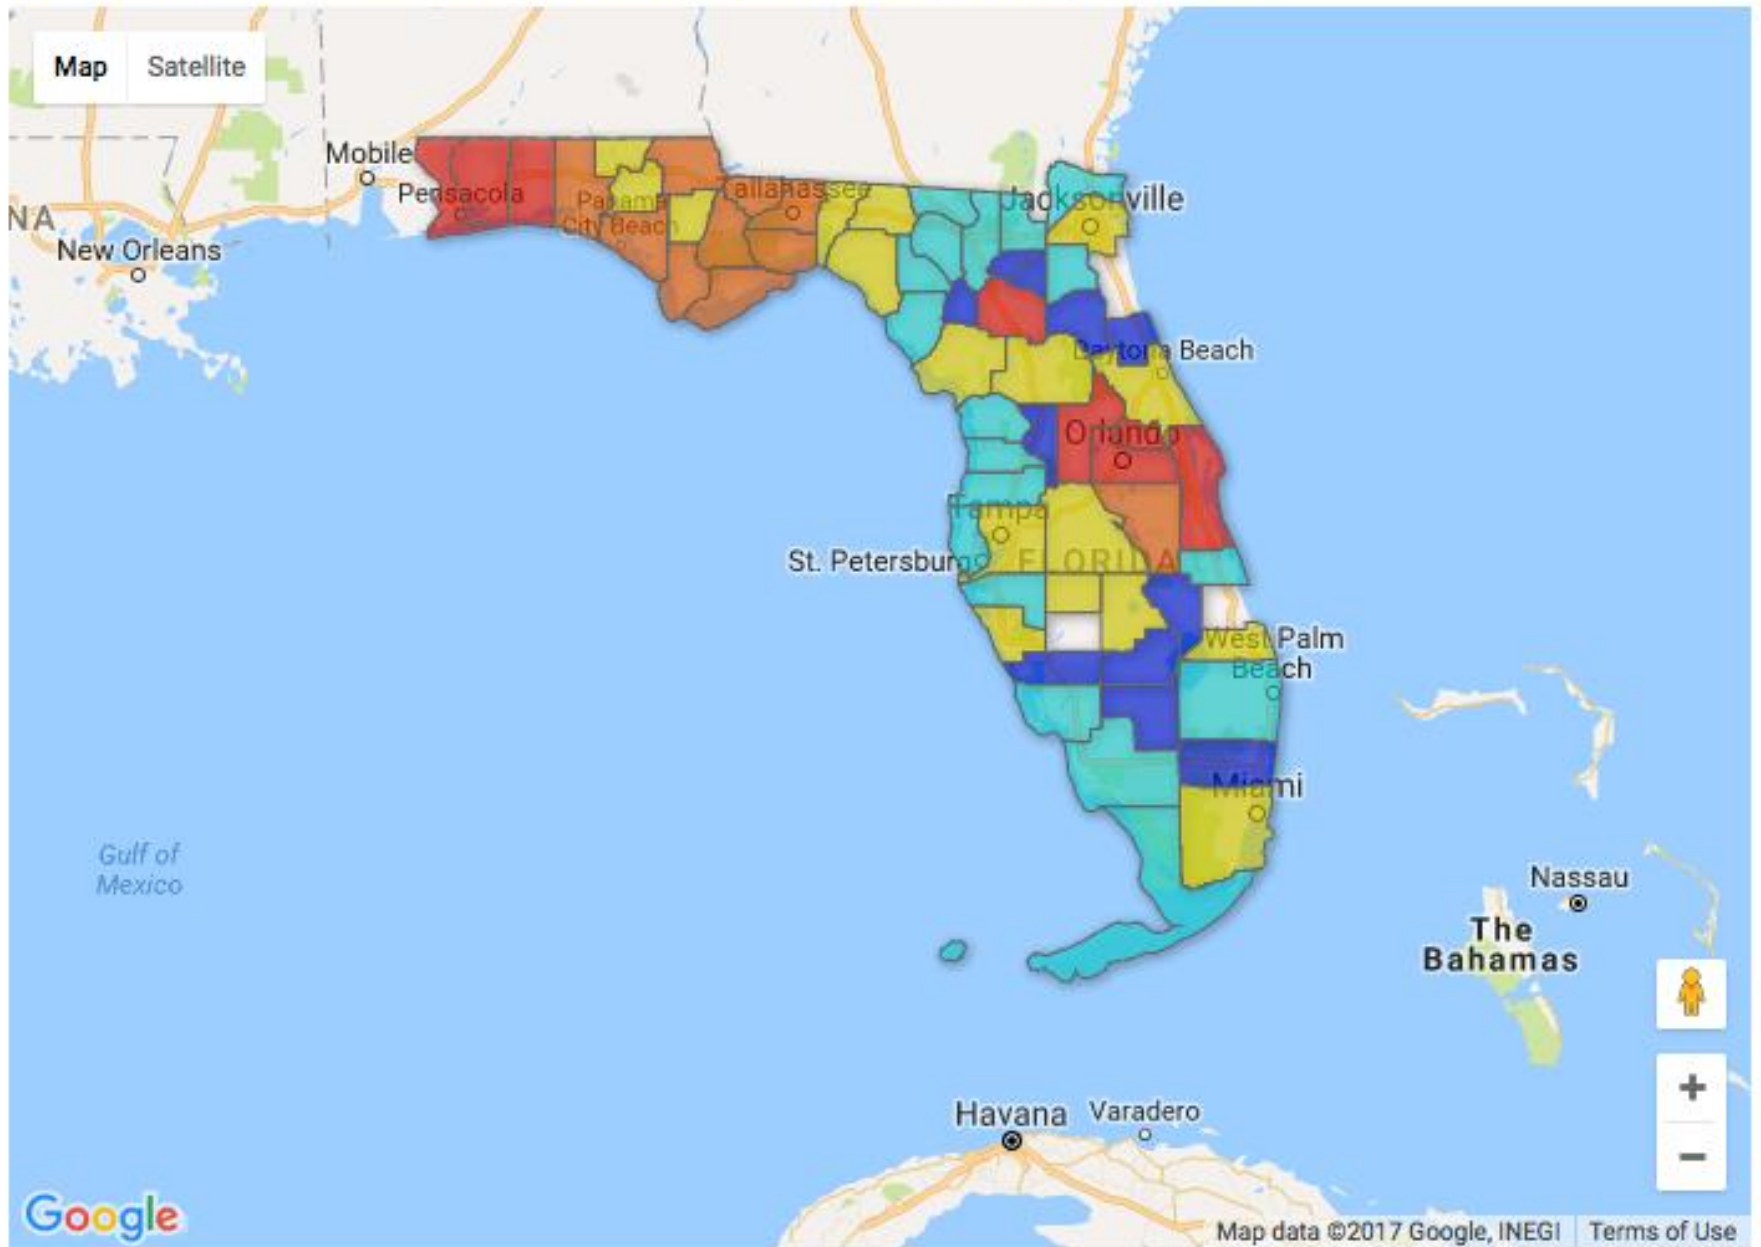 Map Satellite
Mobile
Pensacola
Tallahassee
Jacksonville
Panama
City Beach
NA
New Orleans
Daytona Beach
Orlando
Tampa
St. Petersburg
FLORIDA
West Palm
Beach
Miami
Gulf of
Mexico
Nassau
The
Bahamas
Havana
Varadero
+
−
Google
Map data ©2017 Google, INEGI
Terms of Use